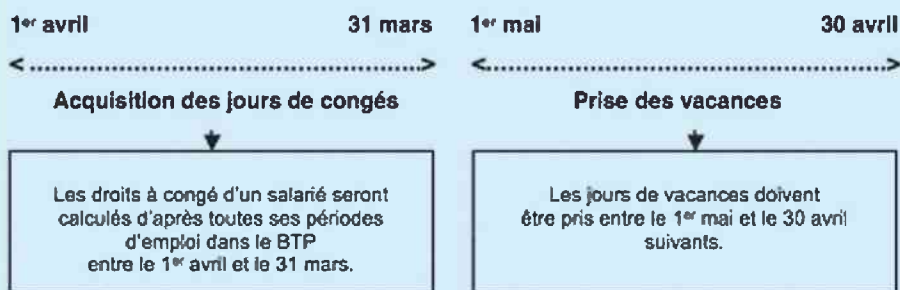 1er avril 31 mars 1er mai 30 avril
Acquisition des jours de congés
Prise des vacances
Les droits à congé d'un salarié seront
calculés d'après toutes ses périodes
d'emploi dans le BTP
entre le 1er avril et le 31 mars.
Les jours de vacances doivent
être pris entre le 1er mai et le 30 avril
suivants.